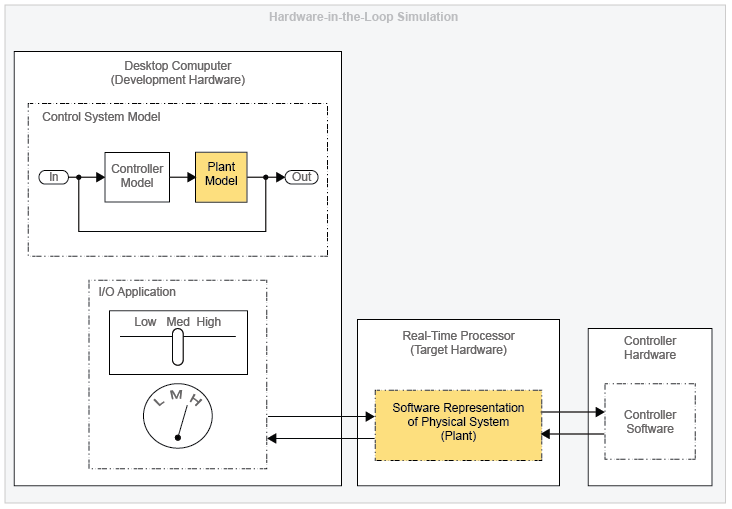 Hardware-in-the-Loop Simulation
Desktop Comuputer
(Development Hardware)
Control System Model
In
Controller
Model
Plant
Model
Out
I/O Application
Low Med High
L M H
Real-Time Processor
(Target Hardware)
Software Representation
of Physical System
(Plant)
Controller
Hardware
Controller
Software